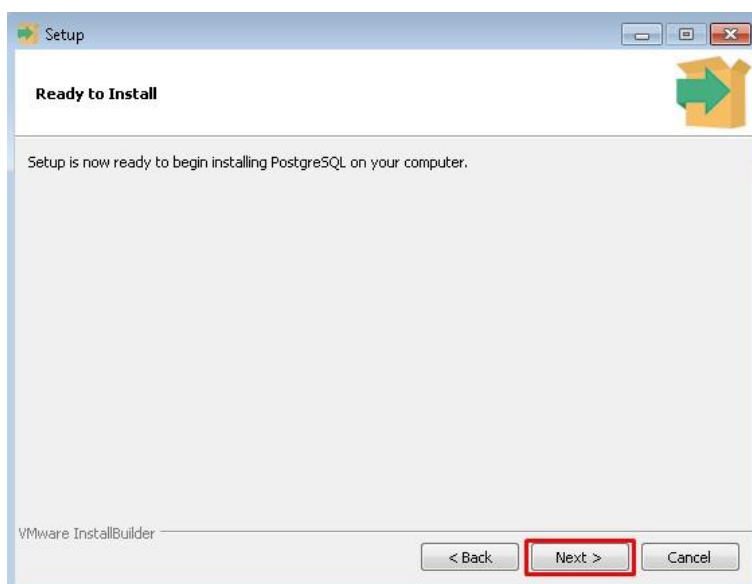 Setup
Ready to Install
Setup is now ready to begin installing PostgreSQL on your computer.
VMware InstallBuilder
< Back Next > Cancel